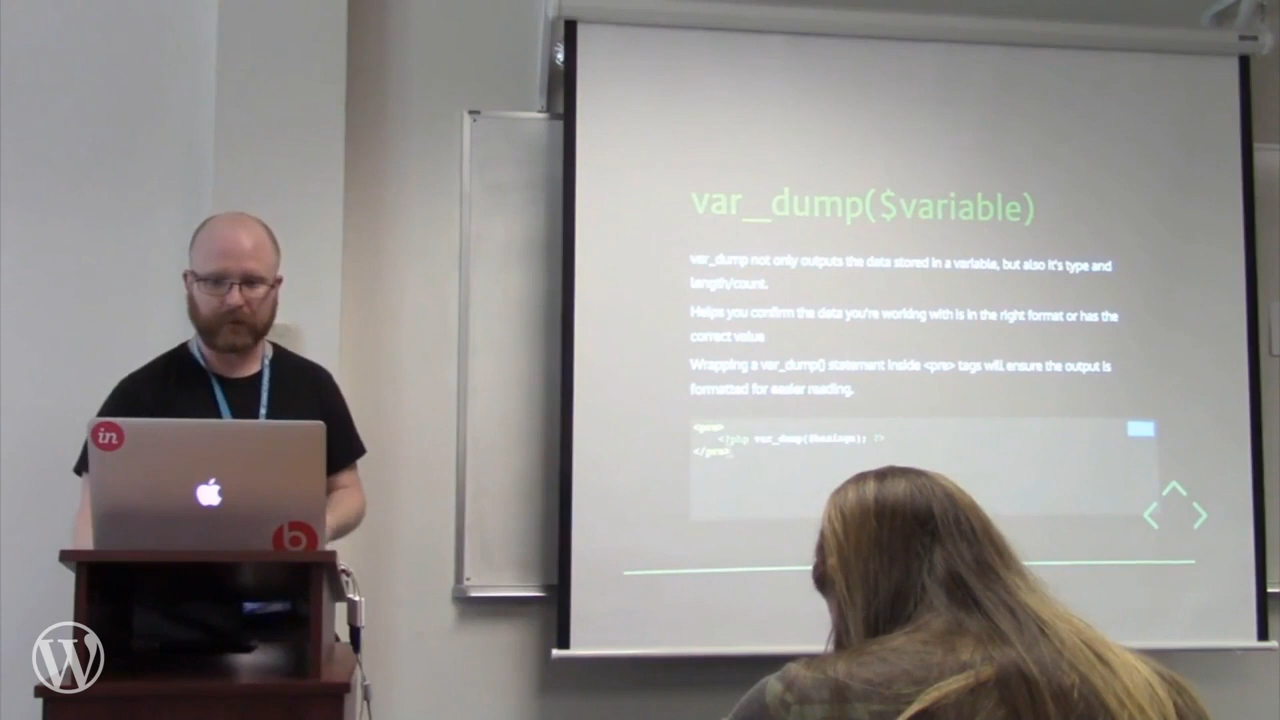 var_dump($variable)
var_dump not only outputs the data stored in a variable, but also it's type and
length/count.
Helps you confirm the data you're working with is in the right format or has the
correct value
Wrapping a var_dump() statement inside <pre> tags will ensure the output is
formatted for easier reading.
<pre>
<?php var_dump( ); ?>
</pre>
in
b
W